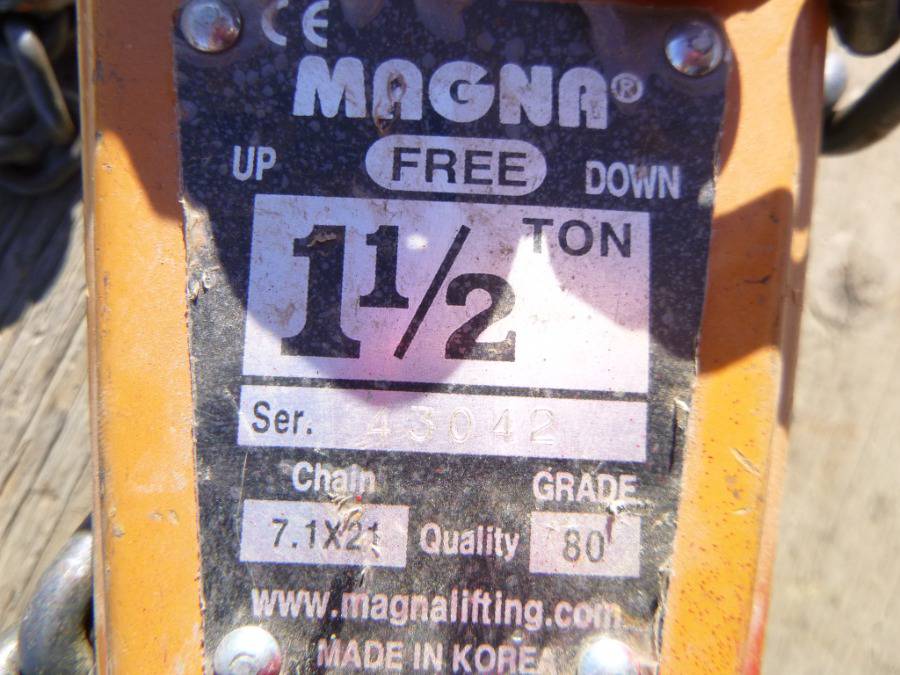 CE
MAGNA®
UP FREE DOWN
1 1/2 TON
Ser. A3042
Chain GRADE
7.1X21 Quality 80
www.magnalifting.com
MADE IN KOREA